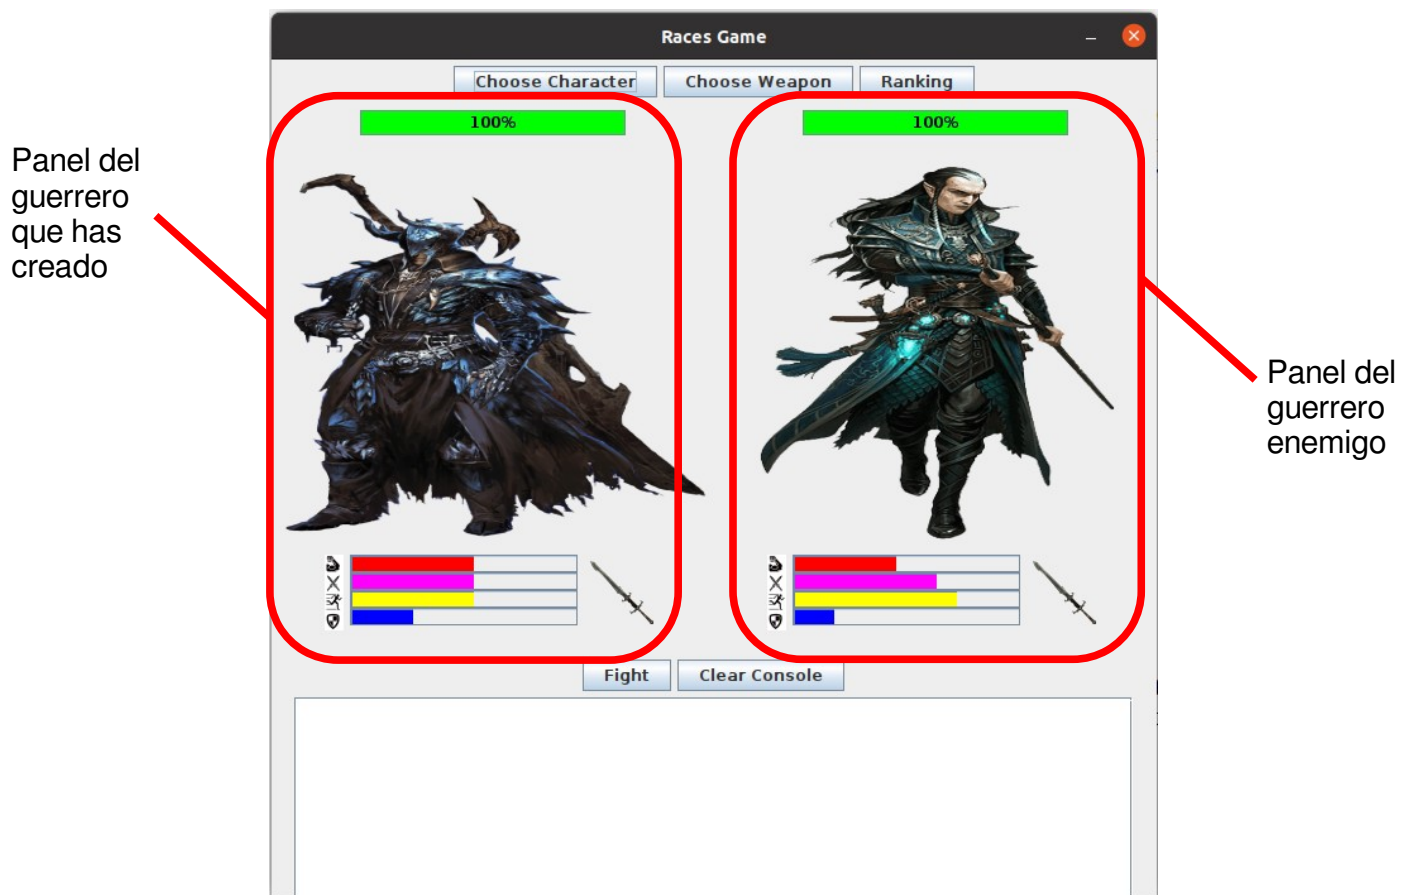 Races Game
Choose Character
Choose Weapon
Ranking
100%
100%
Panel del
guerrero
que has
creado
Panel del
guerrero
enemigo
Fight
Clear Console